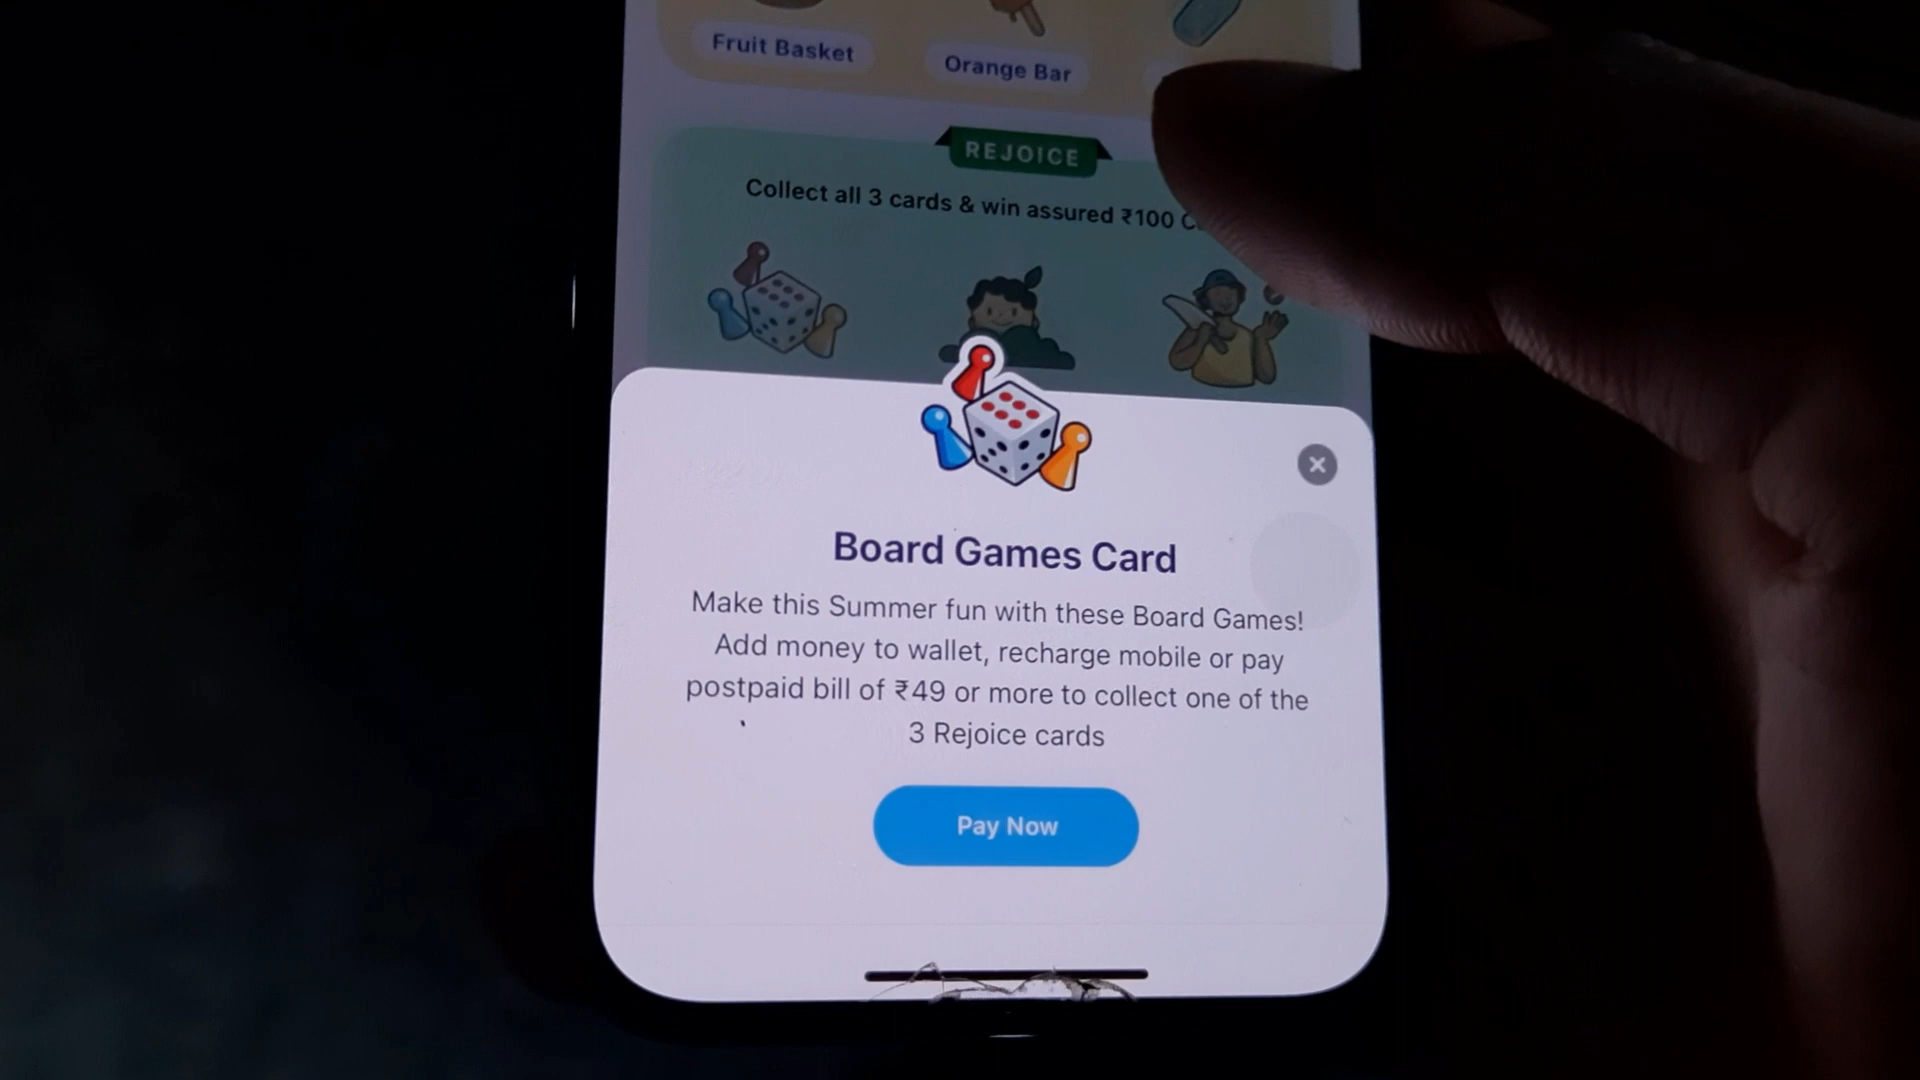 Fruit Basket
Orange Bar
REJOICE
Collect all 3 cards & win assured ₹100
Board Games Card
Make this Summer fun with these Board Games!
Add money to wallet, recharge mobile or pay
postpaid bill of ₹49 or more to collect one of the
3 Rejoice cards
Pay Now